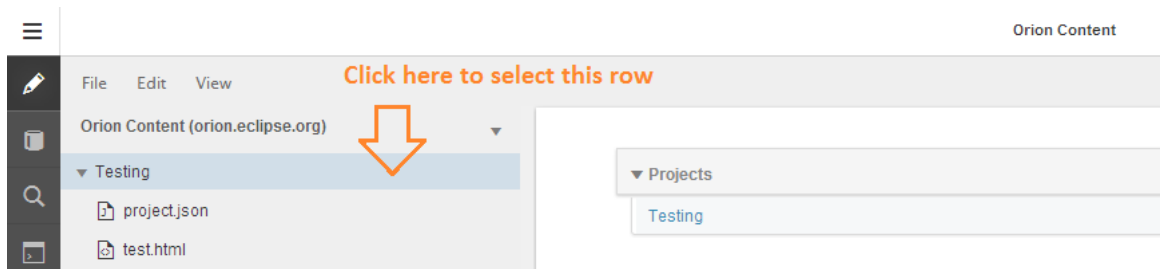 Orion Content
File Edit View
Click here to select this row
Orion Content (orion.eclipse.org)
Testing
project.json
test.html
Projects
Testing